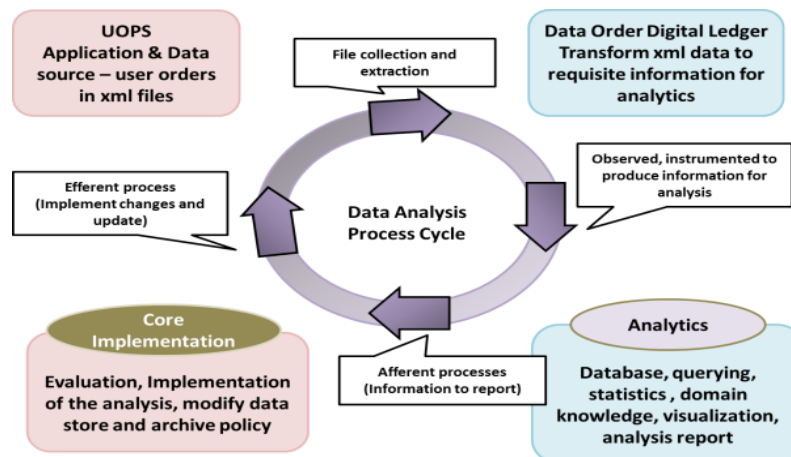 UOPS
Application & Data
source – user orders
in xml files
File collection and
extraction
Data Order Digital Ledger
Transform xml data to
requisite information for
analytics
Efferent process
(Implement changes and
update)
Data Analysis
Process Cycle
Observed, instrumented to
produce information for
analysis
Core
Implementation
Evaluation, Implementation
of the analysis, modify data
store and archive policy
Afferent processes
(Information to report)
Analytics
Database, querying,
statistics , domain
knowledge, visualization,
analysis report